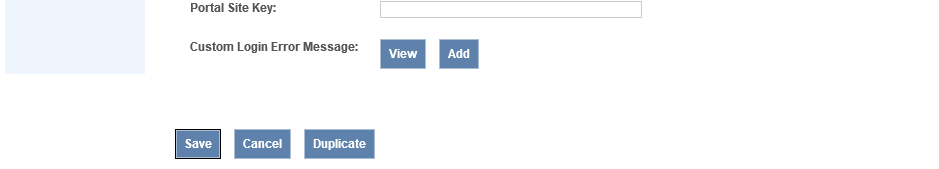 Portal Site Key:
Custom Login Error Message: View Add
Save Cancel Duplicate